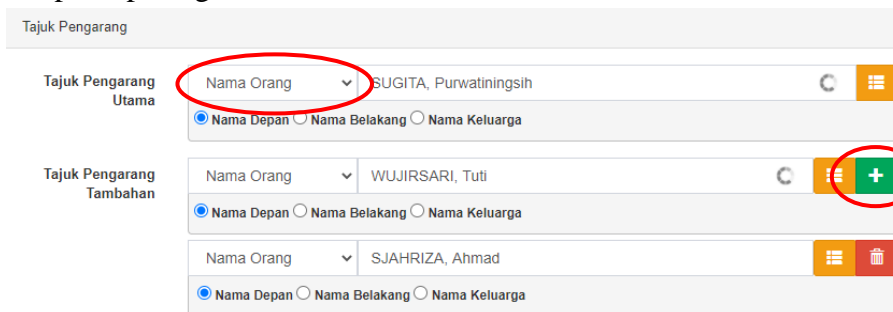 Tajuk Pengarang
Tajuk Pengarang Utama
Nama Orang SUGITA, Purwatiningsih
Nama Depan Nama Belakang Nama Keluarga
Tajuk Pengarang Tambahan
Nama Orang WUJIRSARI, Tuti
Nama Depan Nama Belakang Nama Keluarga
Nama Orang SJAHRIZA, Ahmad
Nama Depan Nama Belakang Nama Keluarga